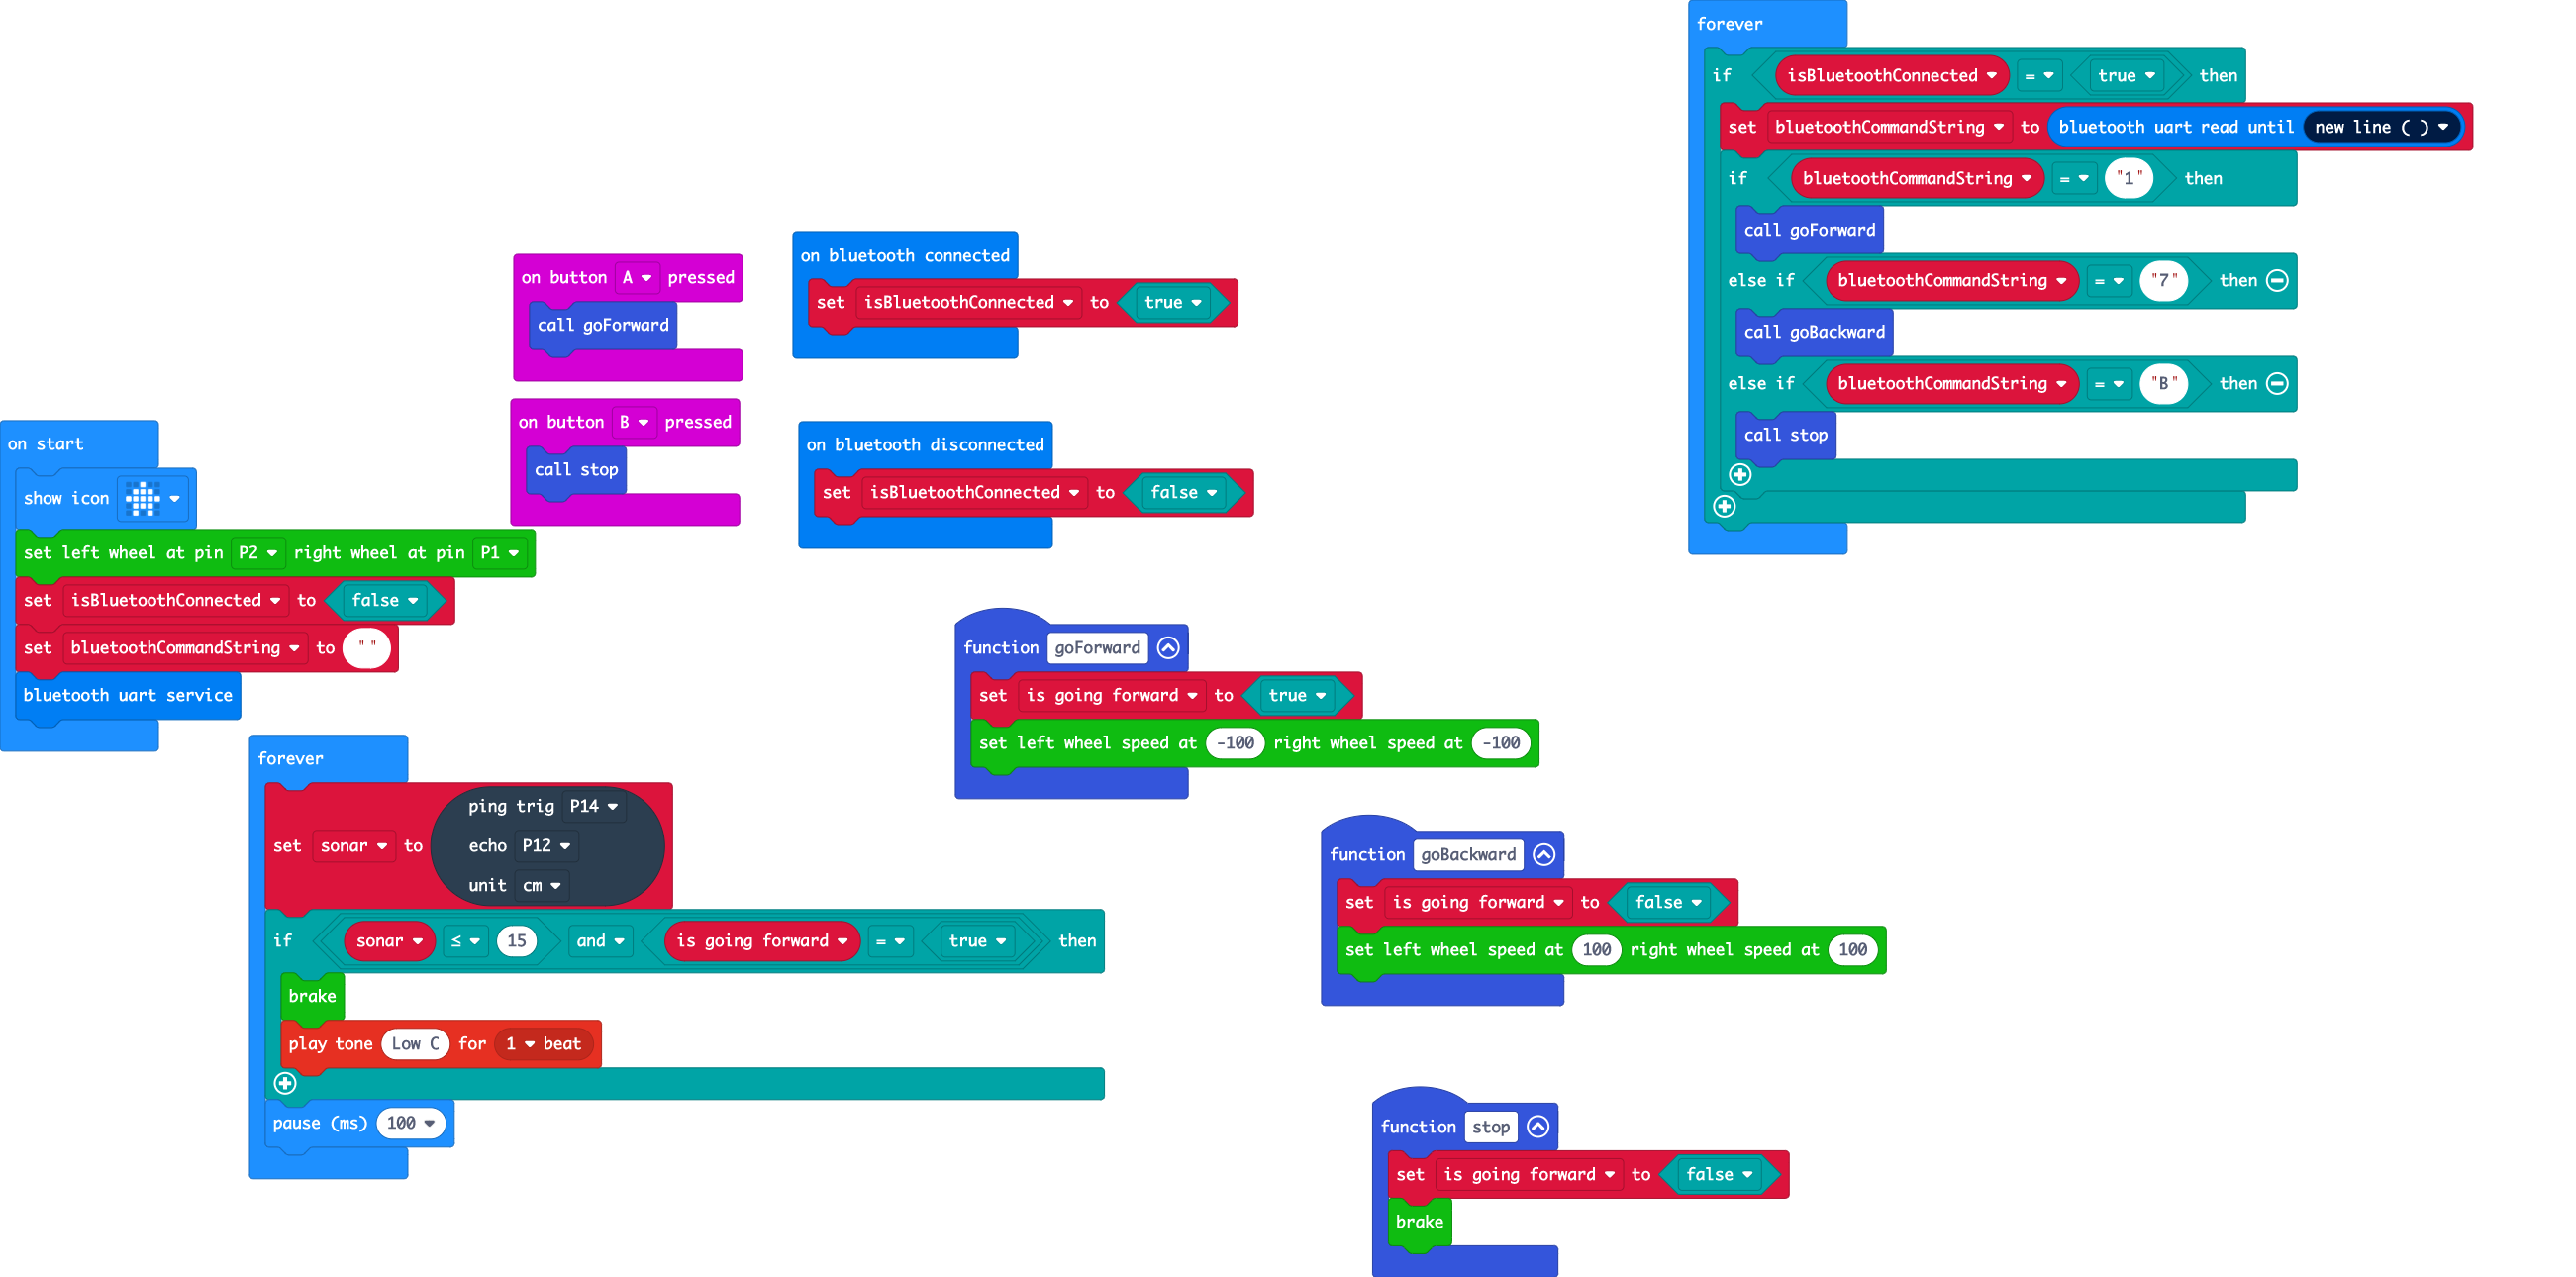 on start
show icon
set left wheel at pin P2 right wheel at pin P1
set isBluetoothConnected to false
set bluetoothCommandString to " "
bluetooth uart service
on button A pressed
call goForward
on button B pressed
call stop
on bluetooth connected
set isBluetoothConnected to true
on bluetooth disconnected
set isBluetoothConnected to false
forever
if isBluetoothConnected = true then
set bluetoothCommandString to bluetooth uart read until new line ( )
if bluetoothCommandString = "1" then
call goForward
else if bluetoothCommandString = "7" then
call goBackward
else if bluetoothCommandString = "B" then
call stop
forever
set sonar to ping trig P14
echo P12
unit cm
if sonar ≤ 15 and is going forward = true then
brake
play tone Low C for 1 beat
pause (ms) 100
function goForward
set is going forward to true
set left wheel speed at -100 right wheel speed at -100
function goBackward
set is going forward to false
set left wheel speed at 100 right wheel speed at 100
function stop
set is going forward to false
brake